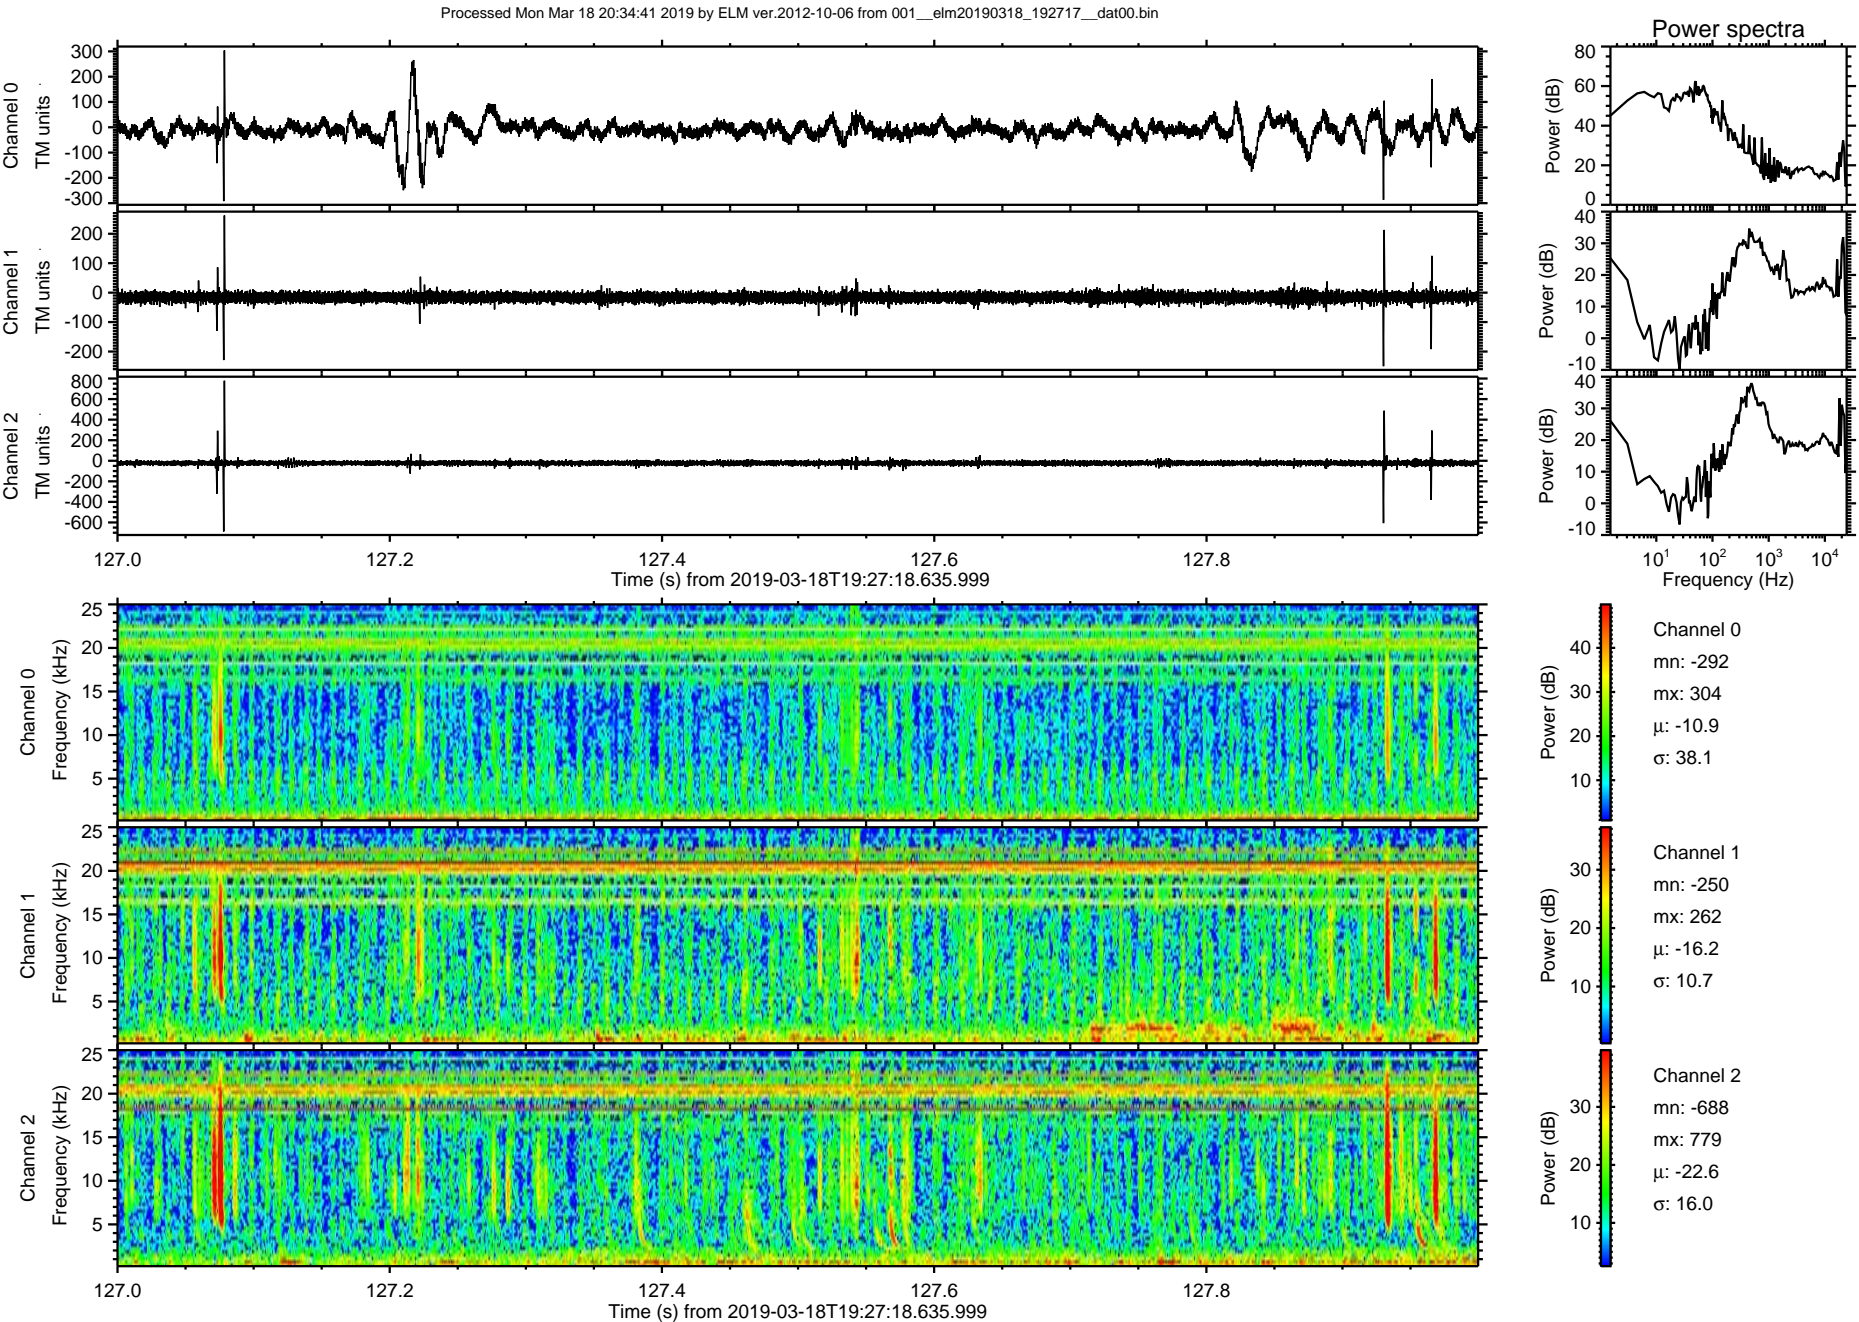 Processed Mon Mar 18 20:34:41 2019 by ELM ver.2012-10-06 from 001__elm20190318_192717__dat00.bin
Power spectra
Channel 0
TM units
300
200
100
0
-100
-200
-300
Power (dB)
80
60
40
20
0
Channel 1
TM units
200
100
0
-100
-200
Power (dB)
40
30
20
10
0
-10
Channel 2
TM units
800
600
400
200
0
-200
-400
-600
Power (dB)
40
30
20
10
0
-10
127.0 127.2 127.4 127.6 127.8
Time (s) from 2019-03-18T19:27:18.635.999
10¹ 10² 10³ 10⁴
Frequency (Hz)
Channel 0
Frequency (kHz)
25
20
15
10
5
Power (dB)
40
30
20
10
Channel 0
mn: -292
mx: 304
µ: -10.9
σ: 38.1
Channel 1
Frequency (kHz)
25
20
15
10
5
Power (dB)
30
20
10
Channel 1
mn: -250
mx: 262
µ: -16.2
σ: 10.7
Channel 2
Frequency (kHz)
25
20
15
10
5
Power (dB)
30
20
10
Channel 2
mn: -688
mx: 779
µ: -22.6
σ: 16.0
127.0 127.2 127.4 127.6 127.8
Time (s) from 2019-03-18T19:27:18.635.999